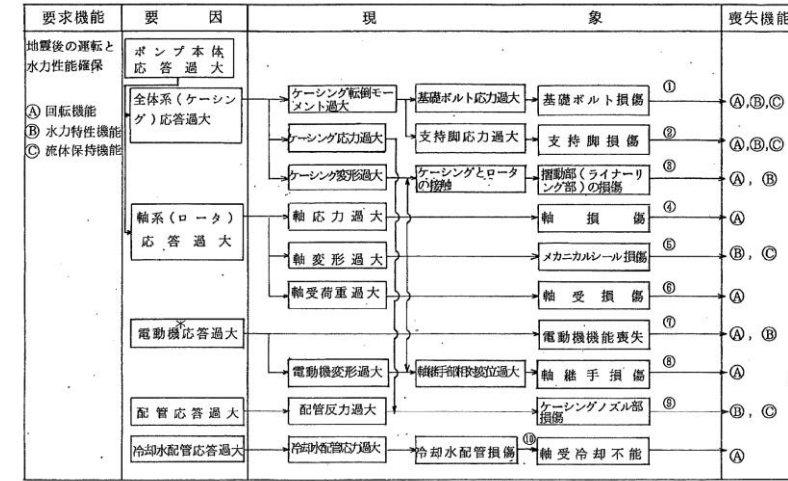 要求機能
要因
現象
喪失機能
地震後の運転と
水力性能確保
Ⓐ 回転機能
Ⓑ 水力特性機能
Ⓒ 流体保持機能
ポンプ本体
応答過大
全体系(ケーシン
グ)応答過大
ケーシング転倒モー
メント過大
基礎ボルト応力過大
基礎ボルト損傷
①
Ⓐ,Ⓑ,Ⓒ
ケーシング応力過大
支持脚応力過大
支持脚損傷
②
Ⓐ,Ⓑ,Ⓒ
ケーシング変形過大
ケーシングとロータ
の接触
摺動部(ライナーリ
ング部)の損傷
③
Ⓐ, Ⓑ
軸系(ロータ)
応答過大
軸応力過大
軸損傷
④
Ⓐ
軸変形過大
メカニカルシール損傷
⑤
Ⓑ, Ⓒ
軸受荷重過大
軸受損傷
⑥
Ⓐ
*
電動機応答過大
電動機機能喪失
⑦
Ⓐ, Ⓑ
電動機変形過大
軸継手部相対変位過大
軸継手損傷
⑧
Ⓐ
配管応答過大
配管反力過大
ケーシングノズル部
損傷
⑨
Ⓑ, Ⓒ
冷却水配管応答過大
冷却水配管応力過大
冷却水配管損傷
⑩
軸受冷却不能
Ⓐ